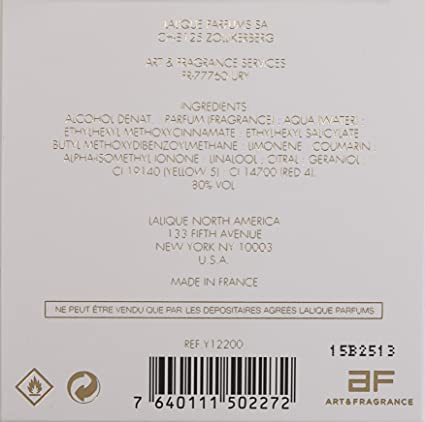 LALIQUE PARFUMS SA
CH-8125 ZOLLIKERBERG
ART & FRAGRANCE SERVICES
FR-77760 URY
INGREDIENTS
ALCOHOL DENAT. • PARFUM (FRAGRANCE) • AQUA (WATER) •
ETHYLHEXYL METHOXYCINNAMATE • ETHYLHEXYL SALICYLATE
BUTYL METHOXYDIBENZOYLMETHANE • LIMONENE • COUMARIN •
ALPHA-ISOMETHYL IONONE • LINALOOL • CITRAL • GERANIOL •
CI 19140 (YELLOW 5) • CI 14700 (RED 4).
80% VOL
LALIQUE NORTH AMERICA
133 FIFTH AVENUE
NEW YORK NY 10003
U.S.A.
MADE IN FRANCE
NE PEUT ÊTRE VENDU QUE PAR LES DEPOSITAIRES AGREÉS LALIQUE PARFUMS
REF Y12200
15B2513
7 640111 502272
aF
ART&FRAGRANCE